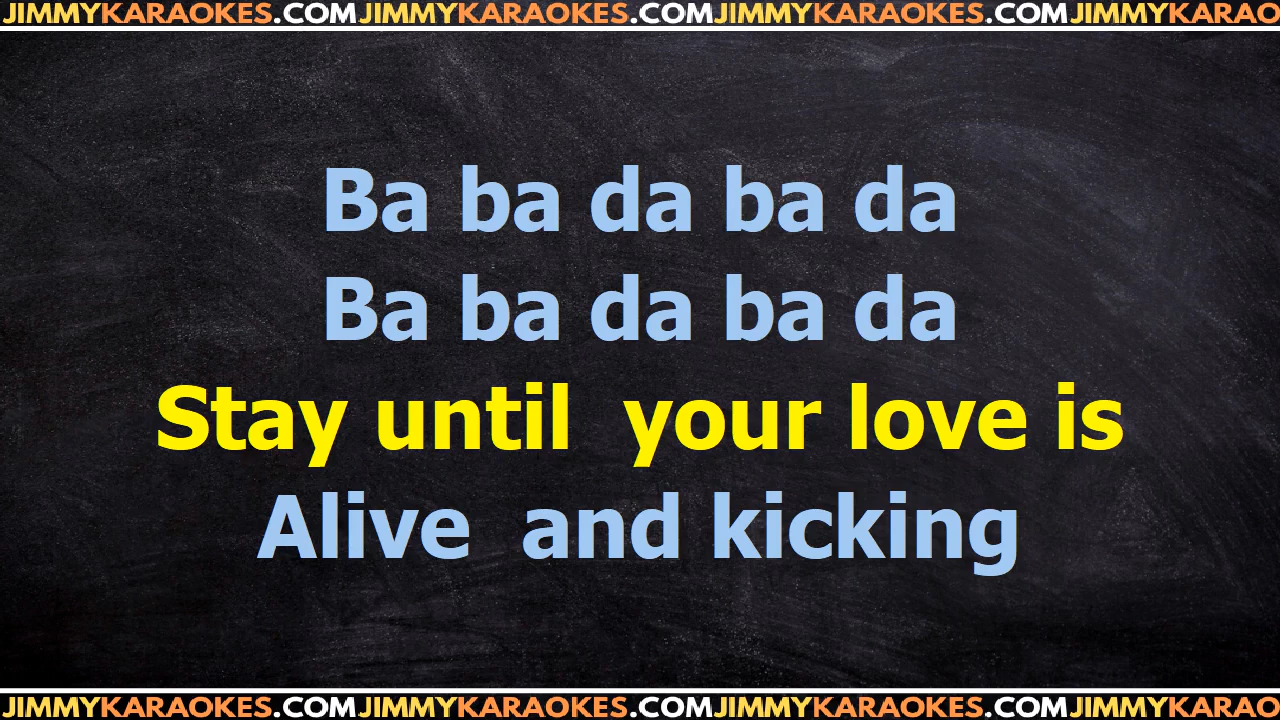 JIMMYKARAOKES.COMJIMMYKARAOKES.COMJIMMYKARAOKES.COMJIMMYKARAO
Ba ba da ba da
Ba ba da ba da
Stay until  your love is
Alive  and kicking
JIMMYKARAOKES.COMJIMMYKARAOKES.COMJIMMYKARAOKES.COMJIMMYKARAO